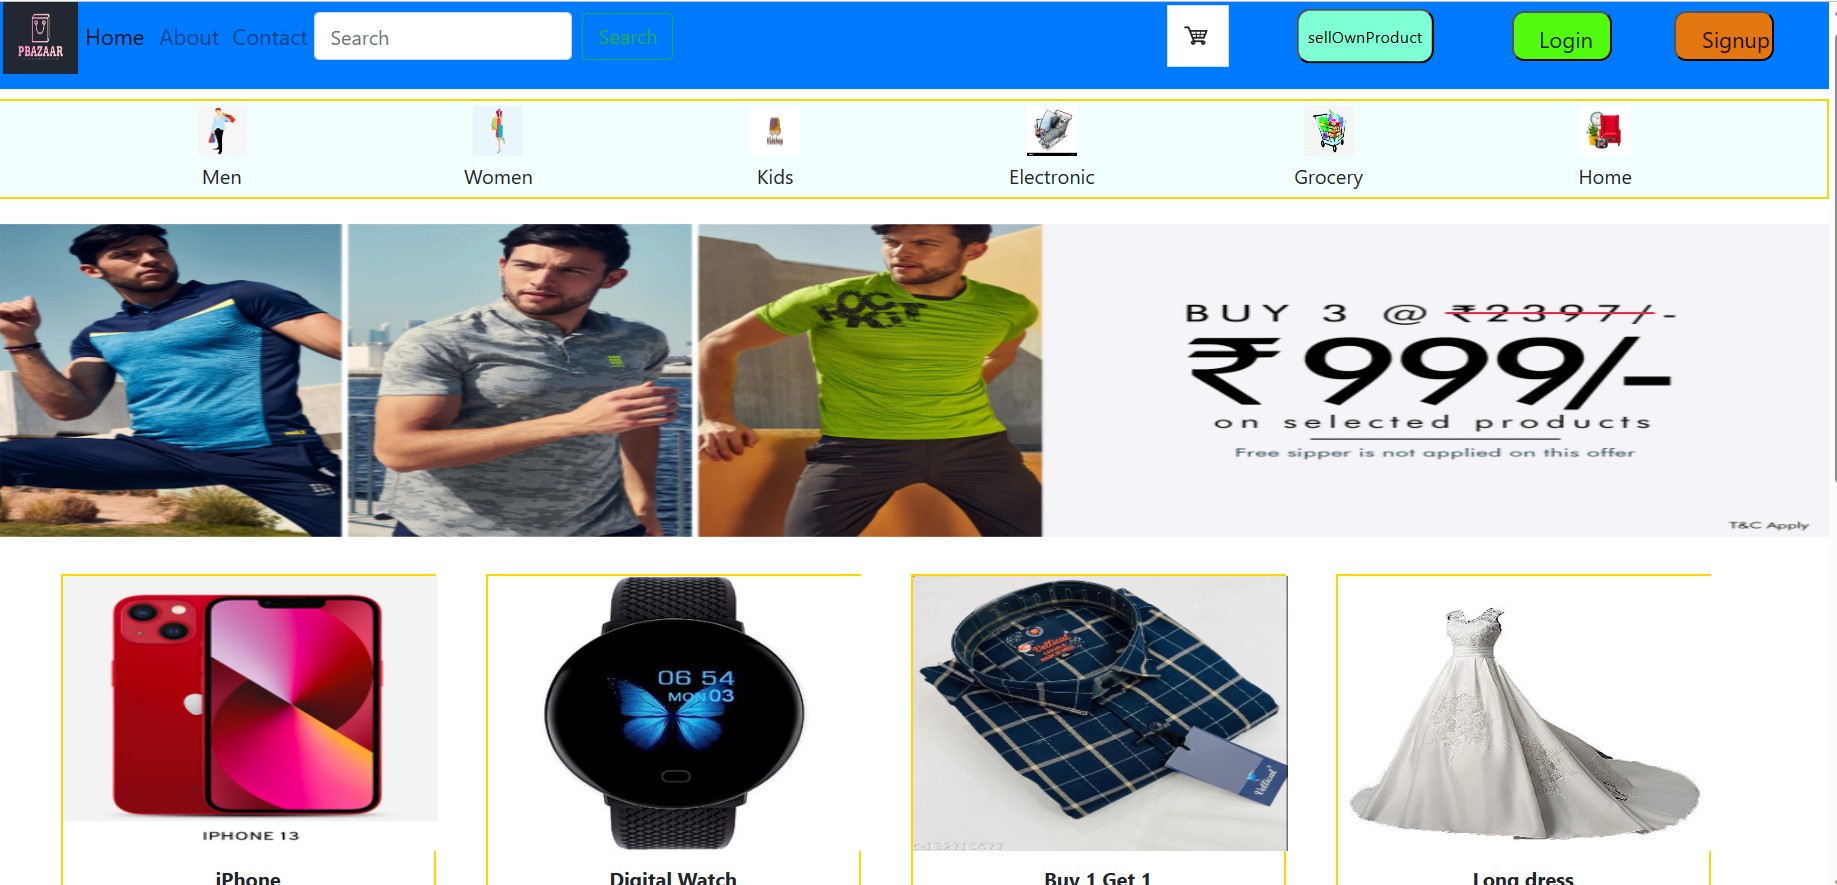 PBAZAAR
Home About Contact Search Search sellOwnProduct Login Signup
Men Women Kids Electronic Grocery Home
BUY 3 @ ₹2397/-
₹999/-
on selected products
Free sipper is not applied on this offer
T&C Apply
06 54
MON 03
Vellical
Vellical
IPHONE 13
iPhone Digital Watch Buy 1 Get 1 Long dress